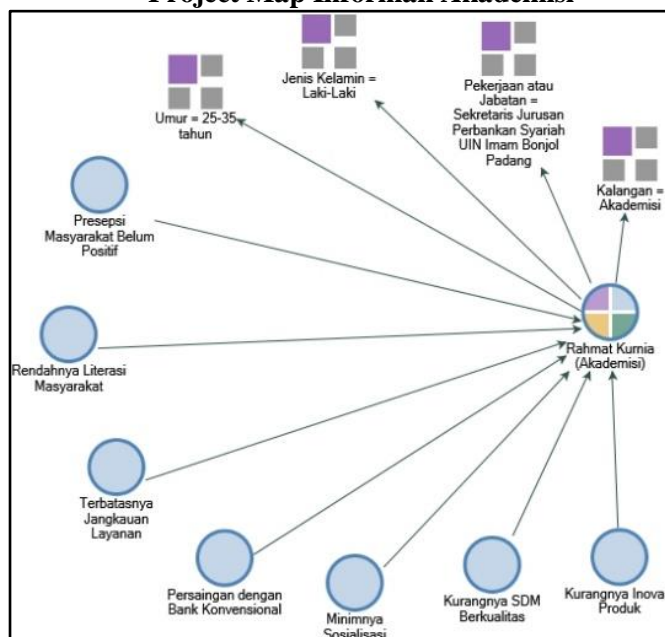 Project Map Informan Akademisi
Jenis Kelamin =
Laki-Laki
Umur = 25-35
tahun
Pekerjaan atau
Jabatan =
Sekretaris Jurusan
Perbankan Syariah
UIN Imam Bonjol
Padang
Kalangan =
Akademisi
Presepsi
Masyarakat Belum
Positif
Rendahnya Literasi
Masyarakat
Rahmat Kurnia
(Akademisi)
Terbatasnya
Jangkauan
Layanan
Persaingan dengan
Bank Konvensional
Minimnya
Sosialisasi
Kurangnya SDM
Berkualitas
Kurangnya Inova
Produk